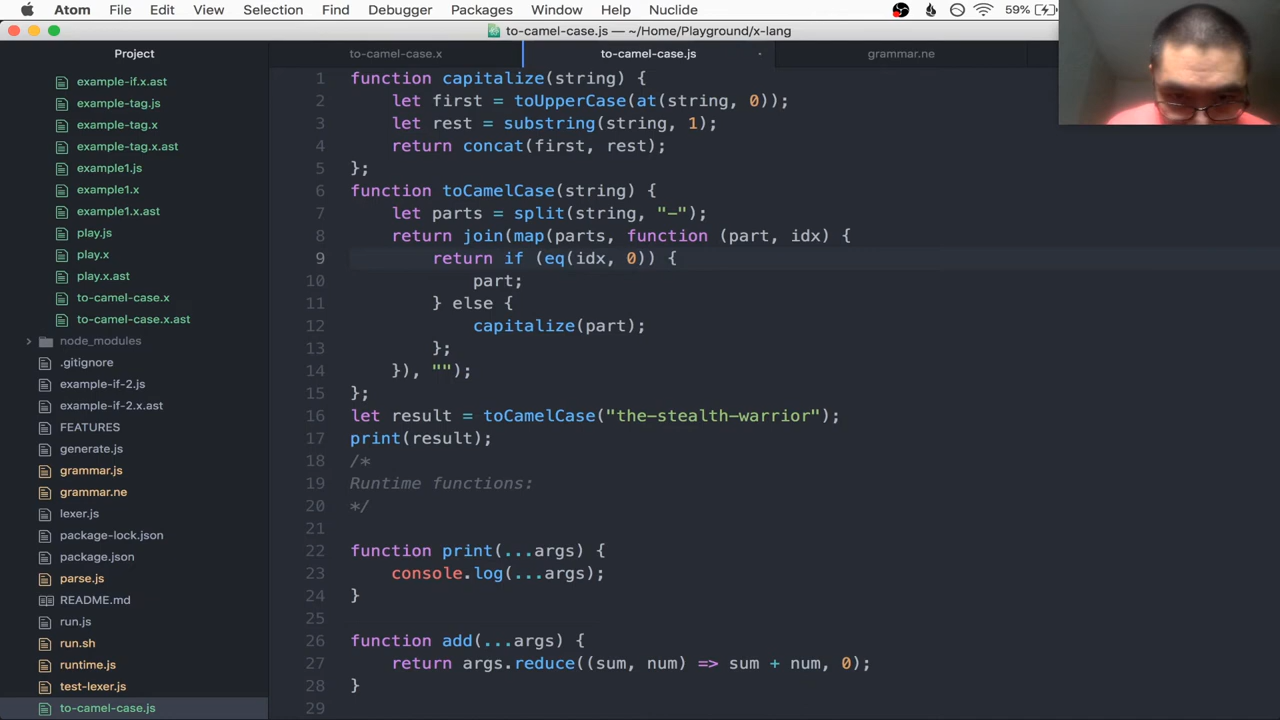 Atom File Edit View Selection Find Debugger Packages Window Help Nuclide 59%
to-camel-case.js — ~/Home/Playground/x-lang
Project
to-camel-case.x
to-camel-case.js
grammar.ne
example-if.x.ast
example-tag.js
example-tag.x
example-tag.x.ast
example1.js
example1.x
example1.x.ast
play.js
play.x
play.x.ast
to-camel-case.x
to-camel-case.x.ast
node_modules
.gitignore
example-if-2.js
example-if-2.x.ast
FEATURES
generate.js
grammar.js
grammar.ne
lexer.js
package-lock.json
package.json
parse.js
README.md
run.js
run.sh
runtime.js
test-lexer.js
to-camel-case.js
1 function capitalize(string) {
2 let first = toUpperCase(at(string, 0));
3 let rest = substring(string, 1);
4 return concat(first, rest);
5 };
6 function toCamelCase(string) {
7 let parts = split(string, "-");
8 return join(map(parts, function (part, idx) {
9 return if (eq(idx, 0)) {
10 part;
11 } else {
12 capitalize(part);
13 };
14 }), "");
15 };
16 let result = toCamelCase("the-stealth-warrior");
17 print(result);
18 /*
19 Runtime functions:
20 */
21
22 function print(...args) {
23 console.log(...args);
24 }
25
26 function add(...args) {
27 return args.reduce((sum, num) => sum + num, 0);
28 }
29